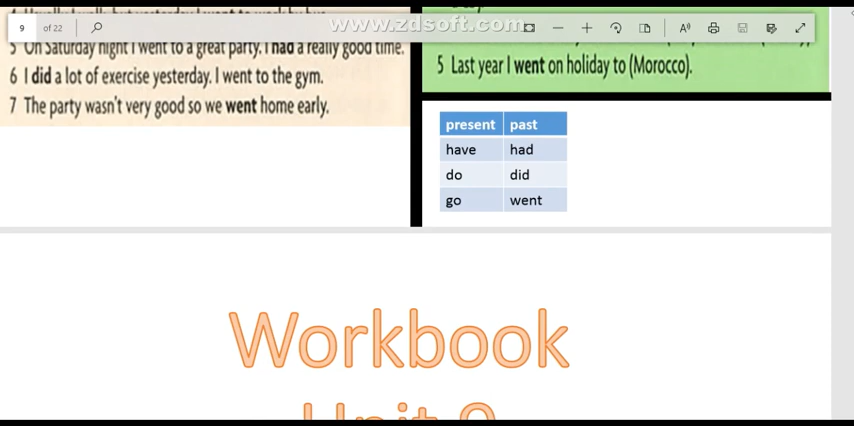 www.zdsoft.com
9 of 22
5 On Saturday night I went to a great party. I had a really good time.
6 I did a lot of exercise yesterday. I went to the gym.
7 The party wasn't very good so we went home early.
5 Last year I went on holiday to (Morocco).
present past
have had
do did
go went
Workbook